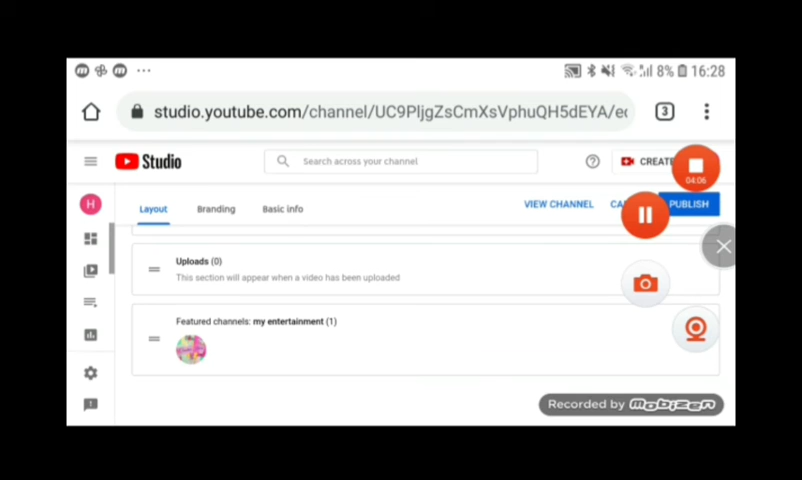 8% 16:28
studio.youtube.com/channel/UC9PljgZsCmXsVphuQH5dEYA/ 3
Studio Search across your channel CREATE
04:06
H Layout Branding Basic info VIEW CHANNEL PUBLISH
Uploads (0)
This section will appear when a video has been uploaded
Featured channels: my entertainment (1)
Recorded by mobizen